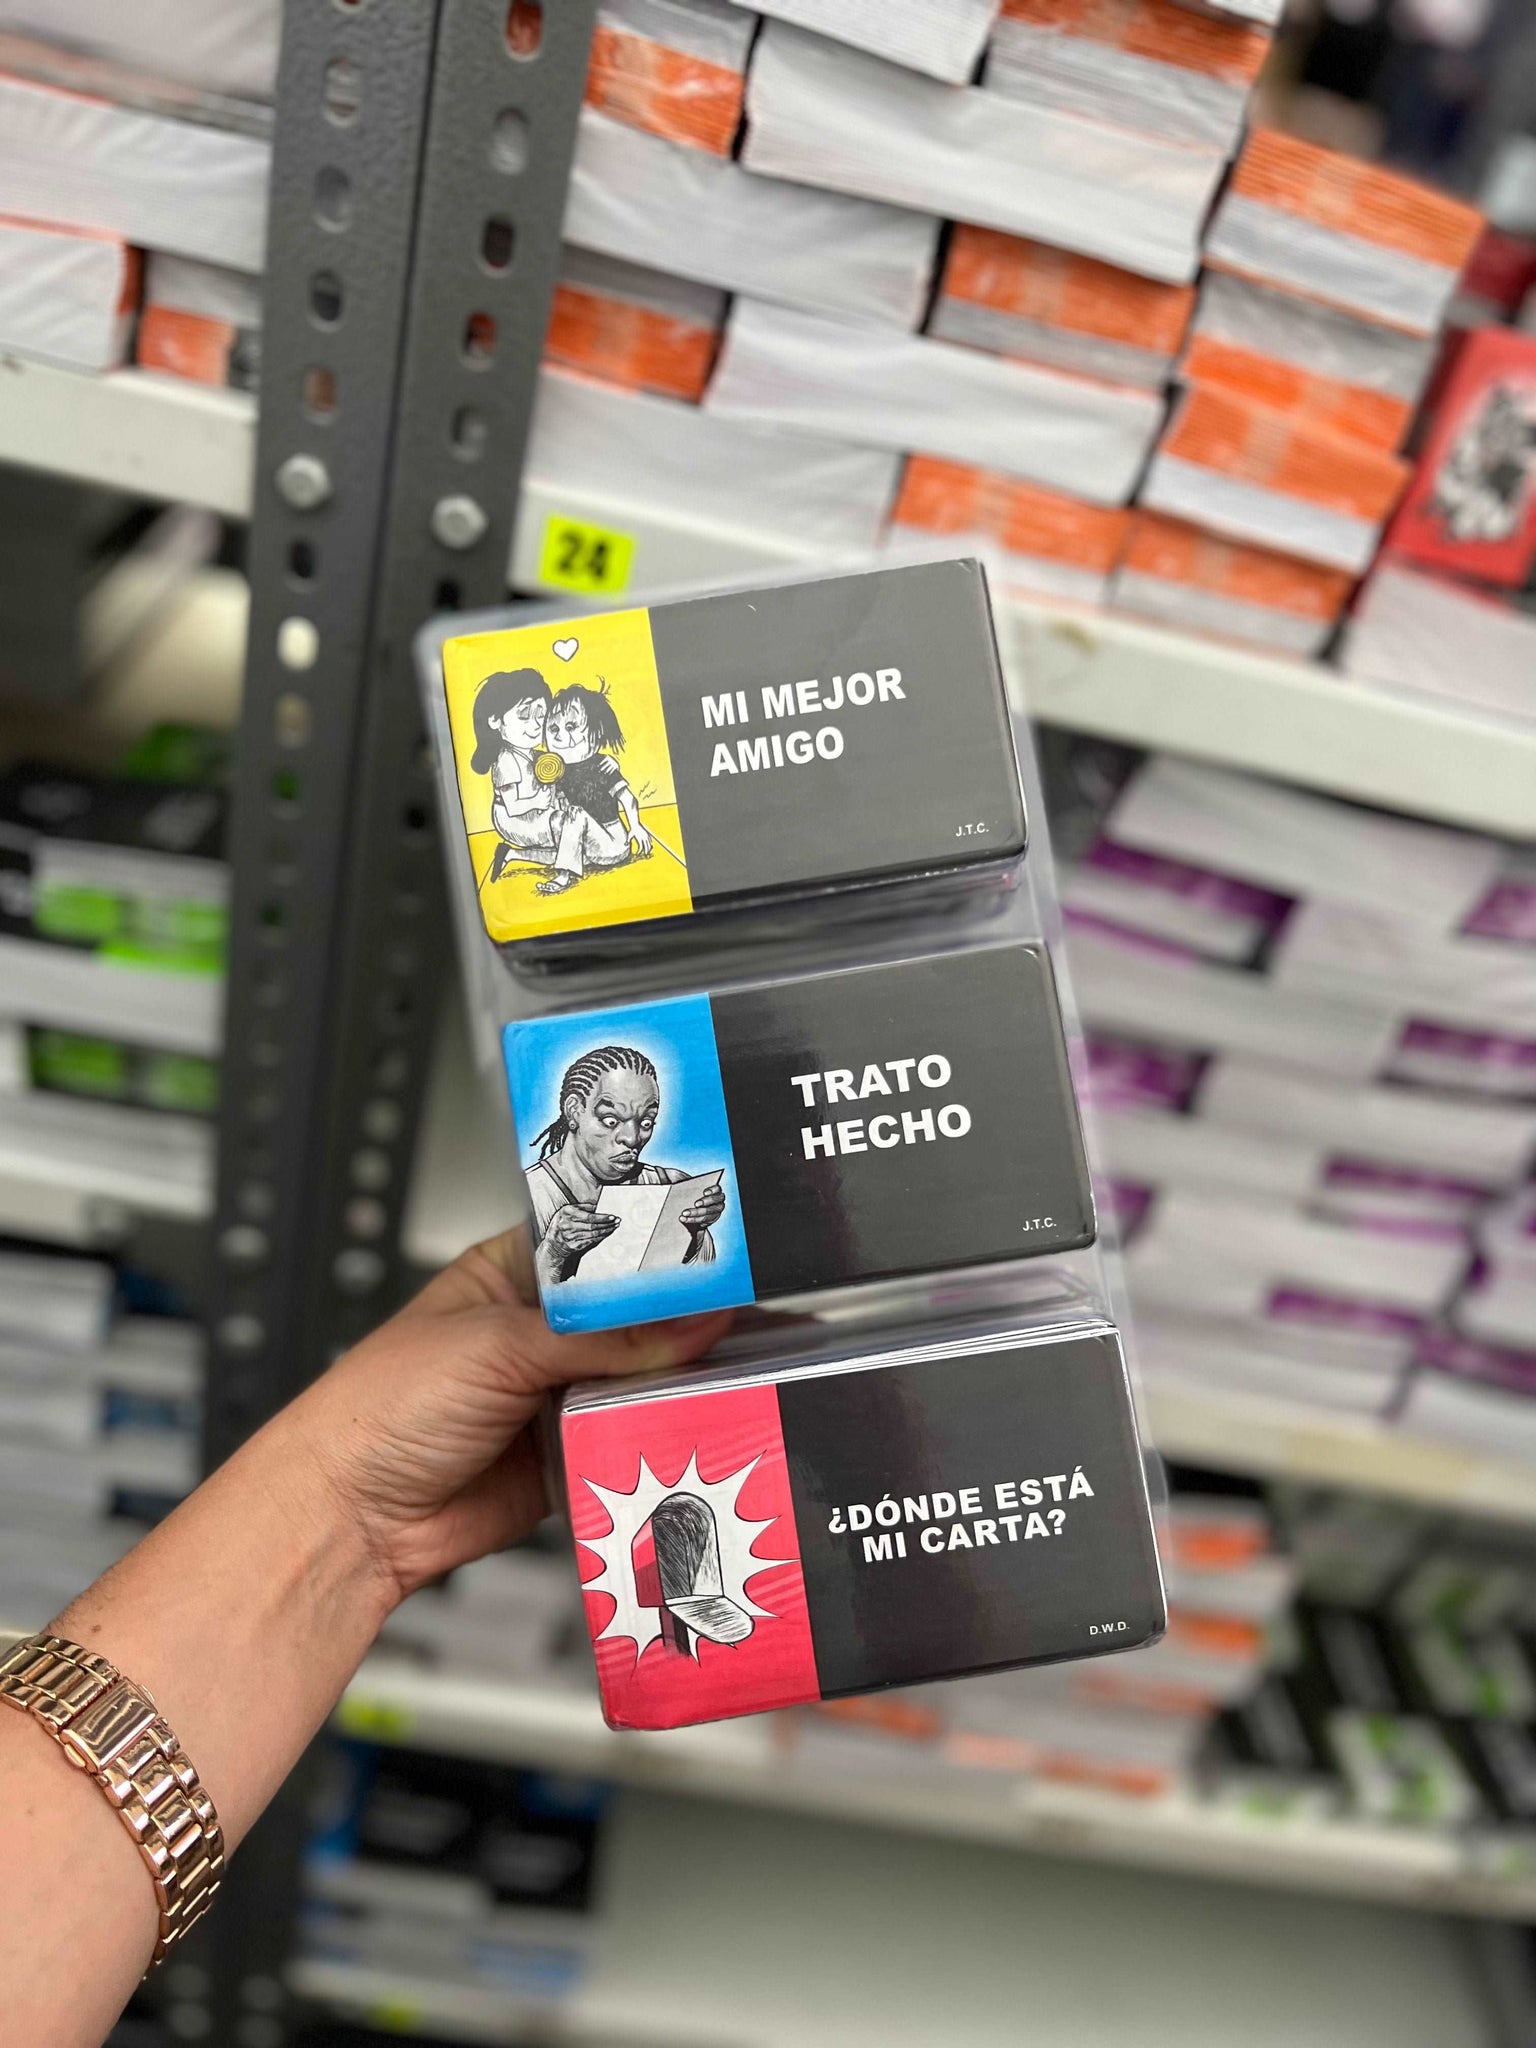 24
MI MEJOR
AMIGO
J.T.C.
TRATO
HECHO
J.T.C.
¿DÓNDE ESTÁ
MI CARTA?
D.W.D.